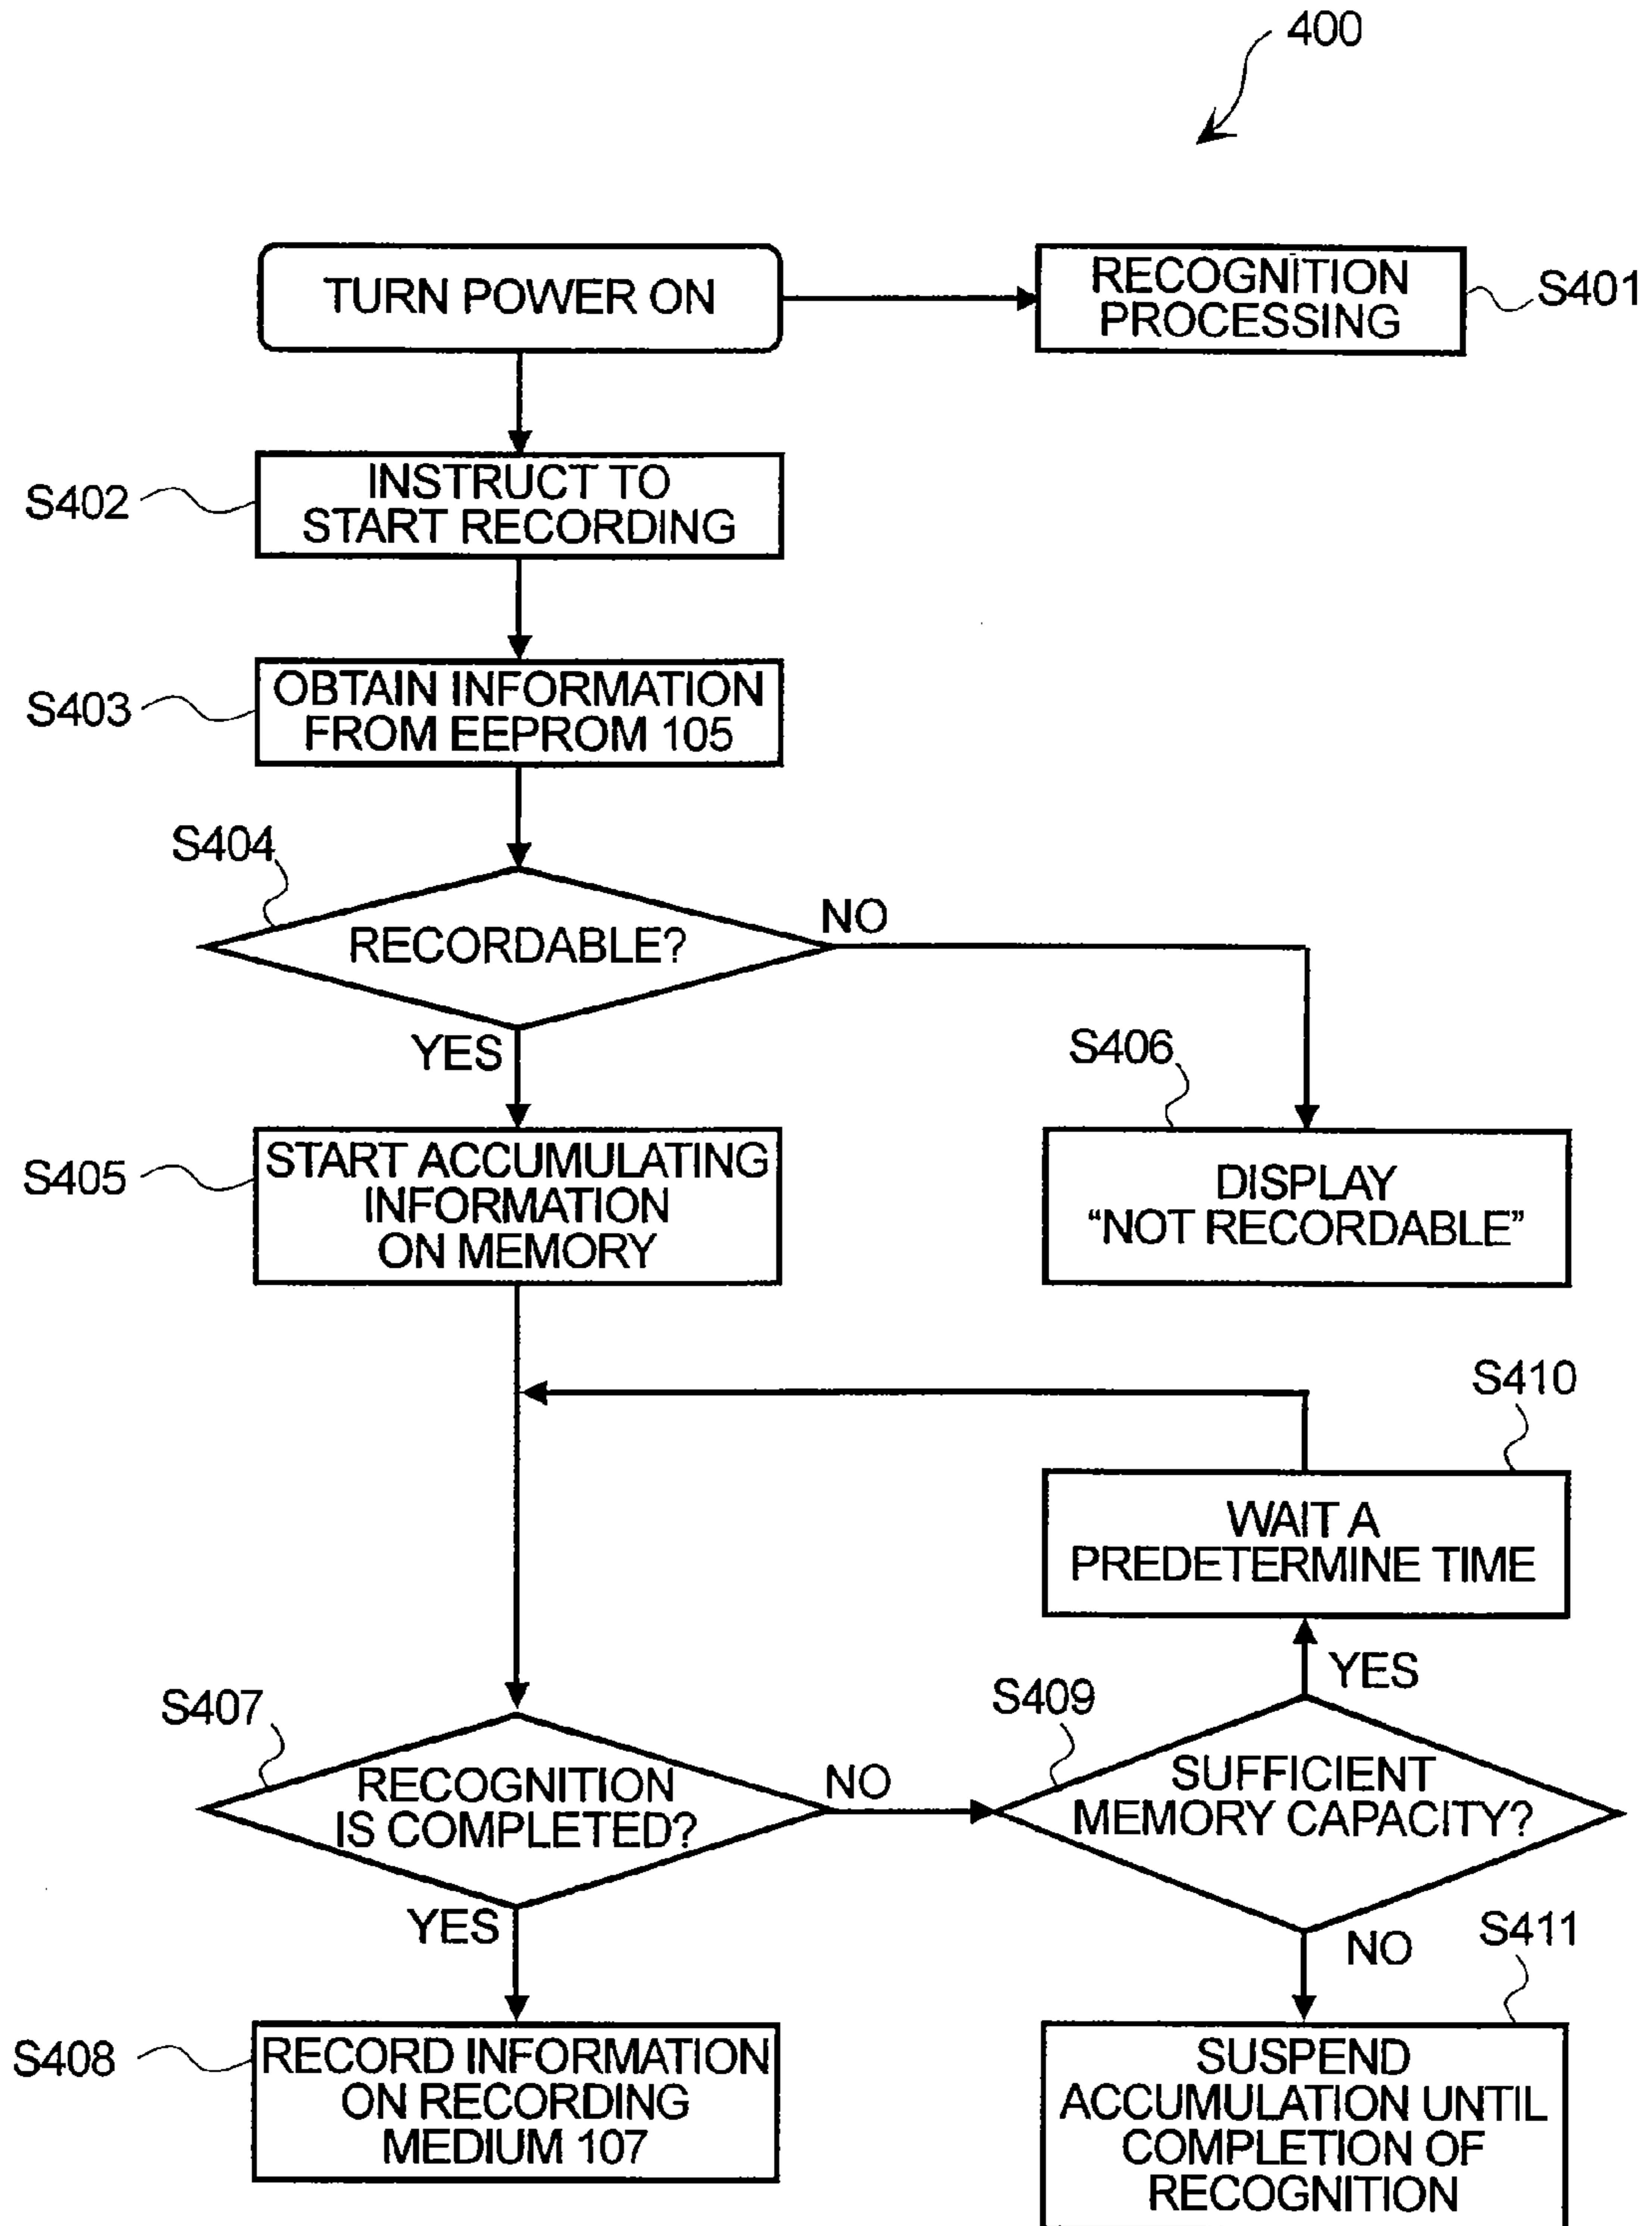 400
TURN POWER ON
RECOGNITION
PROCESSING
S401
S402
INSTRUCT TO
START RECORDING
S403
OBTAIN INFORMATION
FROM EEPROM 105
S404
RECORDABLE?
NO
YES
S405
START ACCUMULATING
INFORMATION
ON MEMORY
S406
DISPLAY
“NOT RECORDABLE”
S410
WAIT A
PREDETERMINE TIME
YES
S407
RECOGNITION
IS COMPLETED?
NO
S409
SUFFICIENT
MEMORY CAPACITY?
YES
NO
S408
RECORD INFORMATION
ON RECORDING
MEDIUM 107
S411
SUSPEND
ACCUMULATION UNTIL
COMPLETION OF
RECOGNITION